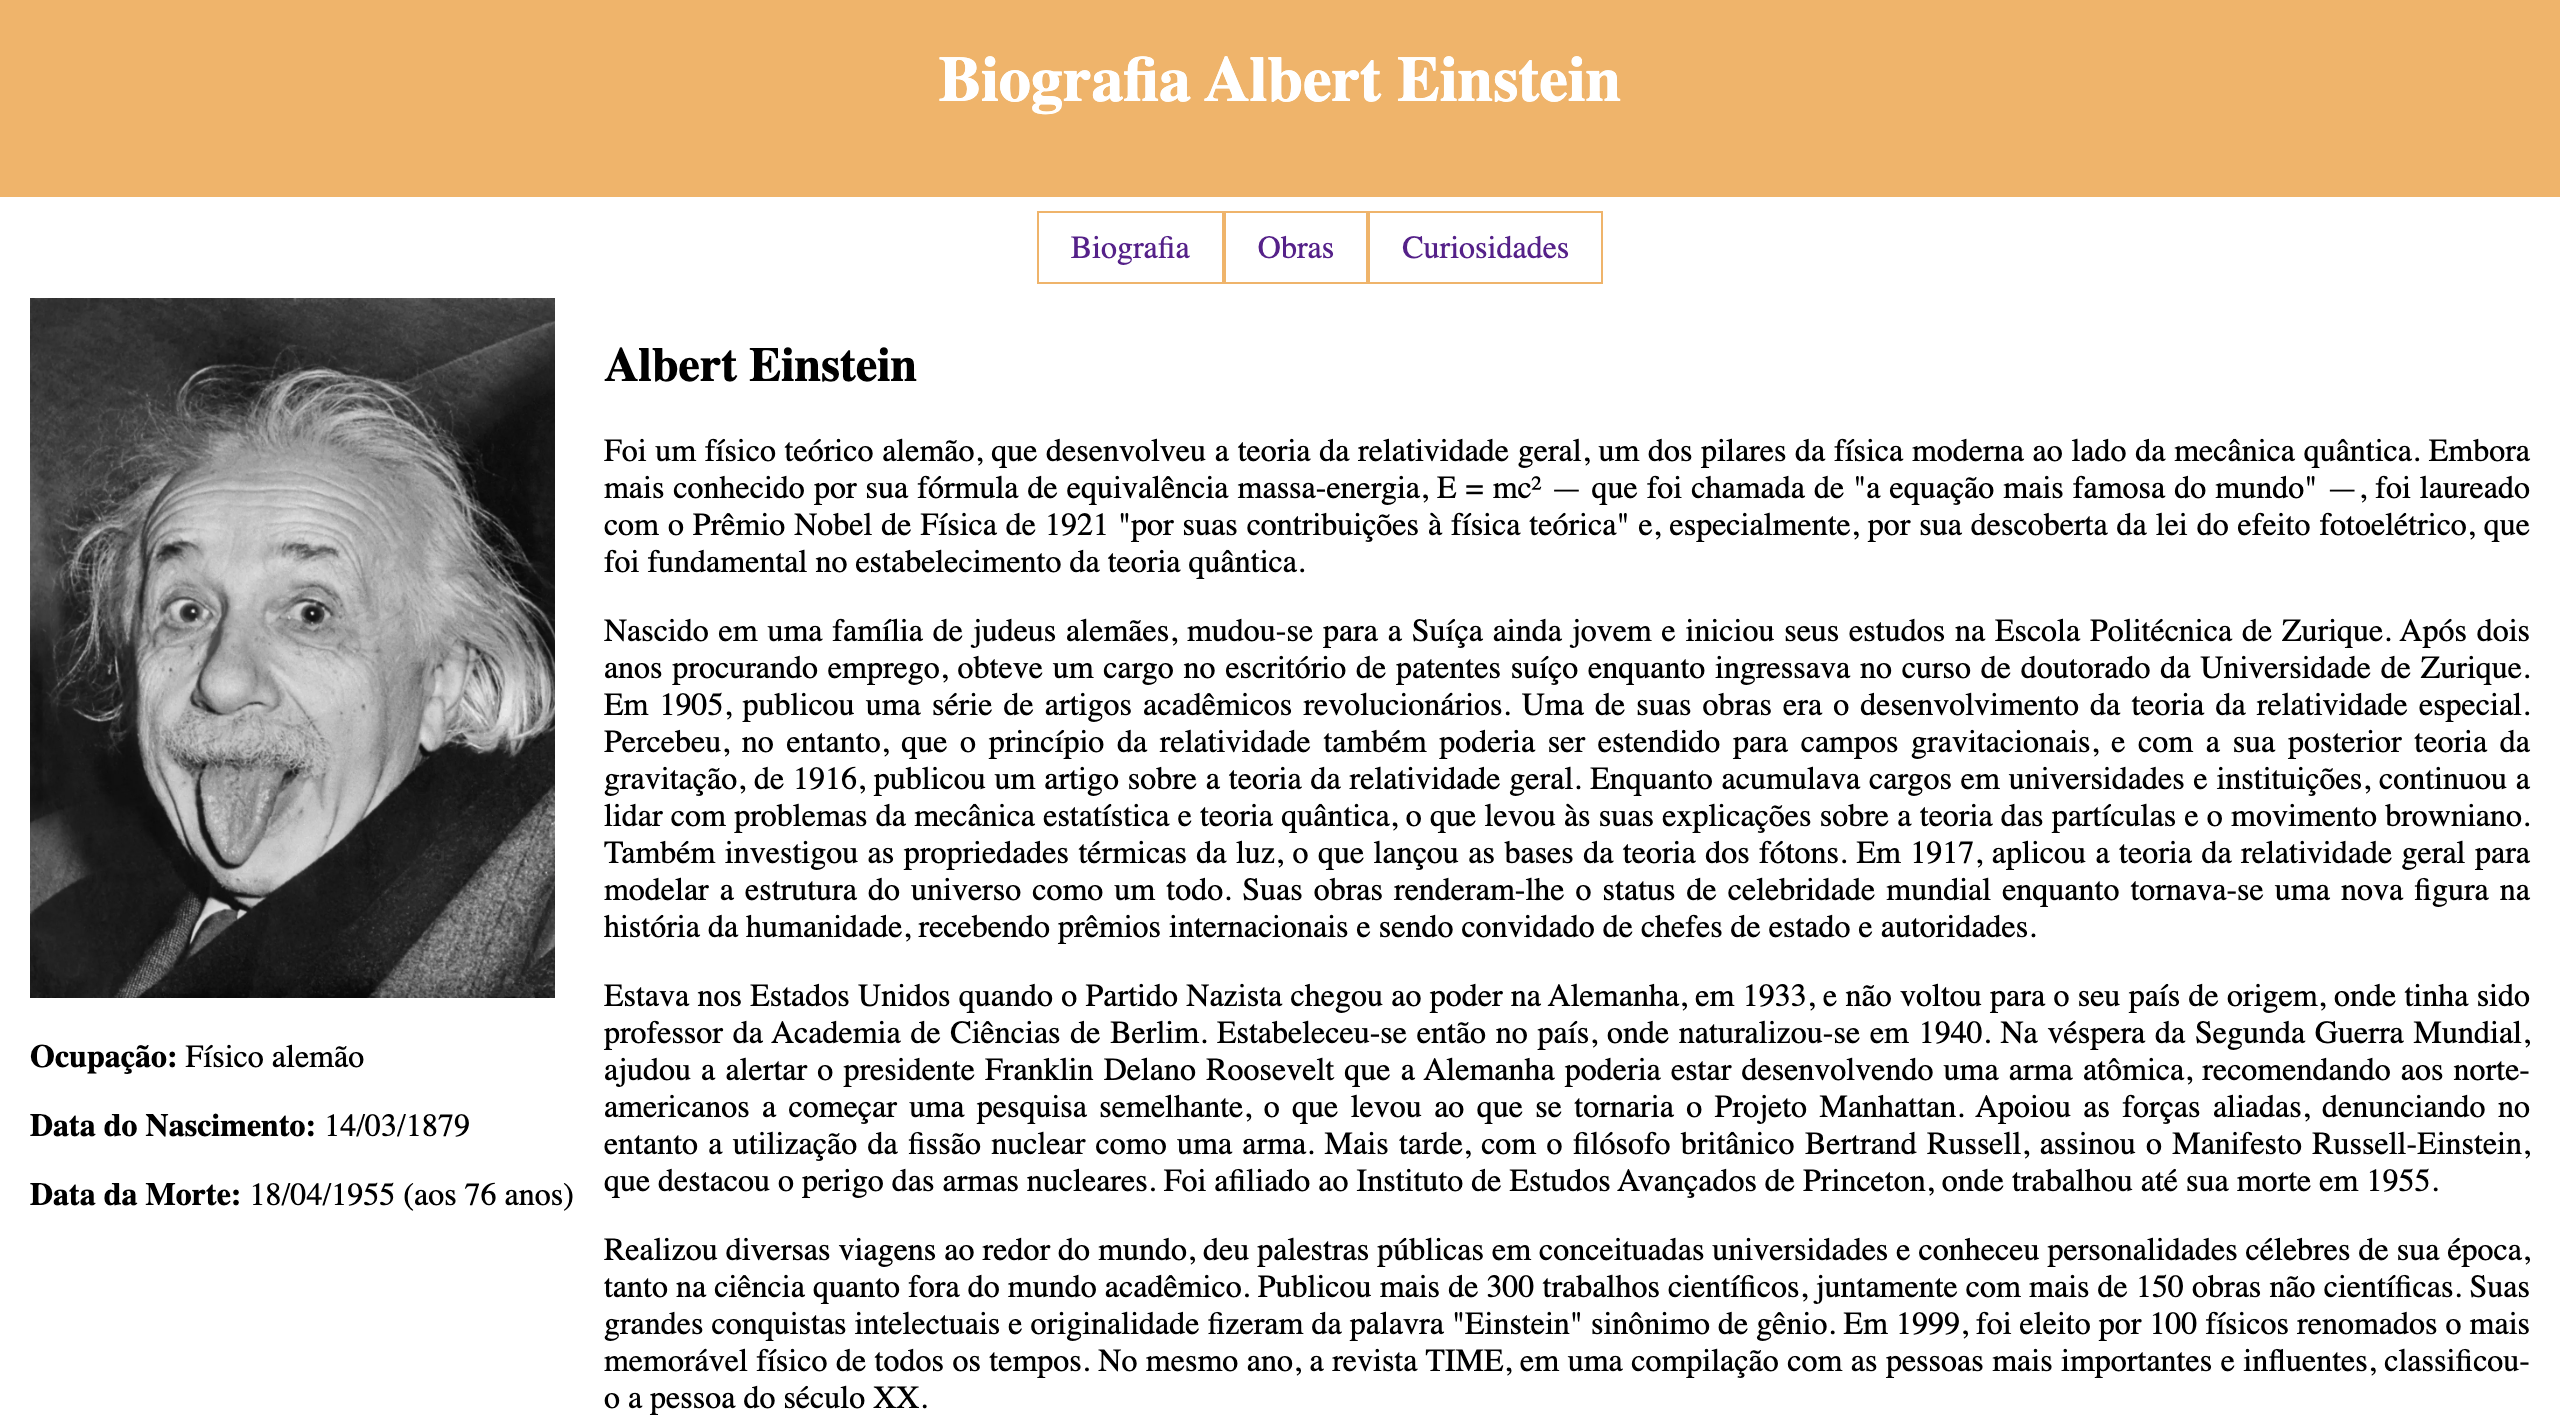 Biografia Albert Einstein
Biografia
Obras
Curiosidades
Ocupação: Físico alemão
Data do Nascimento: 14/03/1879
Data da Morte: 18/04/1955 (aos 76 anos)
Albert Einstein
Foi um físico teórico alemão, que desenvolveu a teoria da relatividade geral, um dos pilares da física moderna ao lado da mecânica quântica. Embora
mais conhecido por sua fórmula de equivalência massa-energia, E = mc² — que foi chamada de "a equação mais famosa do mundo" —, foi laureado
com o Prêmio Nobel de Física de 1921 "por suas contribuições à física teórica" e, especialmente, por sua descoberta da lei do efeito fotoelétrico, que
foi fundamental no estabelecimento da teoria quântica.
Nascido em uma família de judeus alemães, mudou-se para a Suíça ainda jovem e iniciou seus estudos na Escola Politécnica de Zurique. Após dois
anos procurando emprego, obteve um cargo no escritório de patentes suíço enquanto ingressava no curso de doutorado da Universidade de Zurique.
Em 1905, publicou uma série de artigos acadêmicos revolucionários. Uma de suas obras era o desenvolvimento da teoria da relatividade especial.
Percebeu, no entanto, que o princípio da relatividade também poderia ser estendido para campos gravitacionais, e com a sua posterior teoria da
gravitação, de 1916, publicou um artigo sobre a teoria da relatividade geral. Enquanto acumulava cargos em universidades e instituições, continuou a
lidar com problemas da mecânica estatística e teoria quântica, o que levou às suas explicações sobre a teoria das partículas e o movimento browniano.
Também investigou as propriedades térmicas da luz, o que lançou as bases da teoria dos fótons. Em 1917, aplicou a teoria da relatividade geral para
modelar a estrutura do universo como um todo. Suas obras renderam-lhe o status de celebridade mundial enquanto tornava-se uma nova figura na
história da humanidade, recebendo prêmios internacionais e sendo convidado de chefes de estado e autoridades.
Estava nos Estados Unidos quando o Partido Nazista chegou ao poder na Alemanha, em 1933, e não voltou para o seu país de origem, onde tinha sido
professor da Academia de Ciências de Berlim. Estabeleceu-se então no país, onde naturalizou-se em 1940. Na véspera da Segunda Guerra Mundial,
ajudou a alertar o presidente Franklin Delano Roosevelt que a Alemanha poderia estar desenvolvendo uma arma atômica, recomendando aos norte-
americanos a começar uma pesquisa semelhante, o que levou ao que se tornaria o Projeto Manhattan. Apoiou as forças aliadas, denunciando no
entanto a utilização da fissão nuclear como uma arma. Mais tarde, com o filósofo britânico Bertrand Russell, assinou o Manifesto Russell-Einstein,
que destacou o perigo das armas nucleares. Foi afiliado ao Instituto de Estudos Avançados de Princeton, onde trabalhou até sua morte em 1955.
Realizou diversas viagens ao redor do mundo, deu palestras públicas em conceituadas universidades e conheceu personalidades célebres de sua época,
tanto na ciência quanto fora do mundo acadêmico. Publicou mais de 300 trabalhos científicos, juntamente com mais de 150 obras não científicas. Suas
grandes conquistas intelectuais e originalidade fizeram da palavra "Einstein" sinônimo de gênio. Em 1999, foi eleito por 100 físicos renomados o mais
memorável físico de todos os tempos. No mesmo ano, a revista TIME, em uma compilação com as pessoas mais importantes e influentes, classificou-
o a pessoa do século XX.